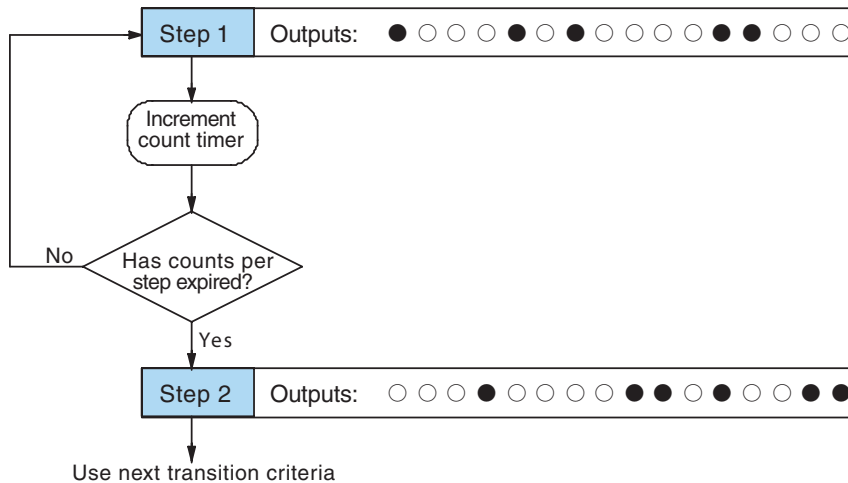 Step 1
Outputs:
Increment
count timer
No
Has counts per
step expired?
Yes
Step 2
Outputs:
Use next transition criteria